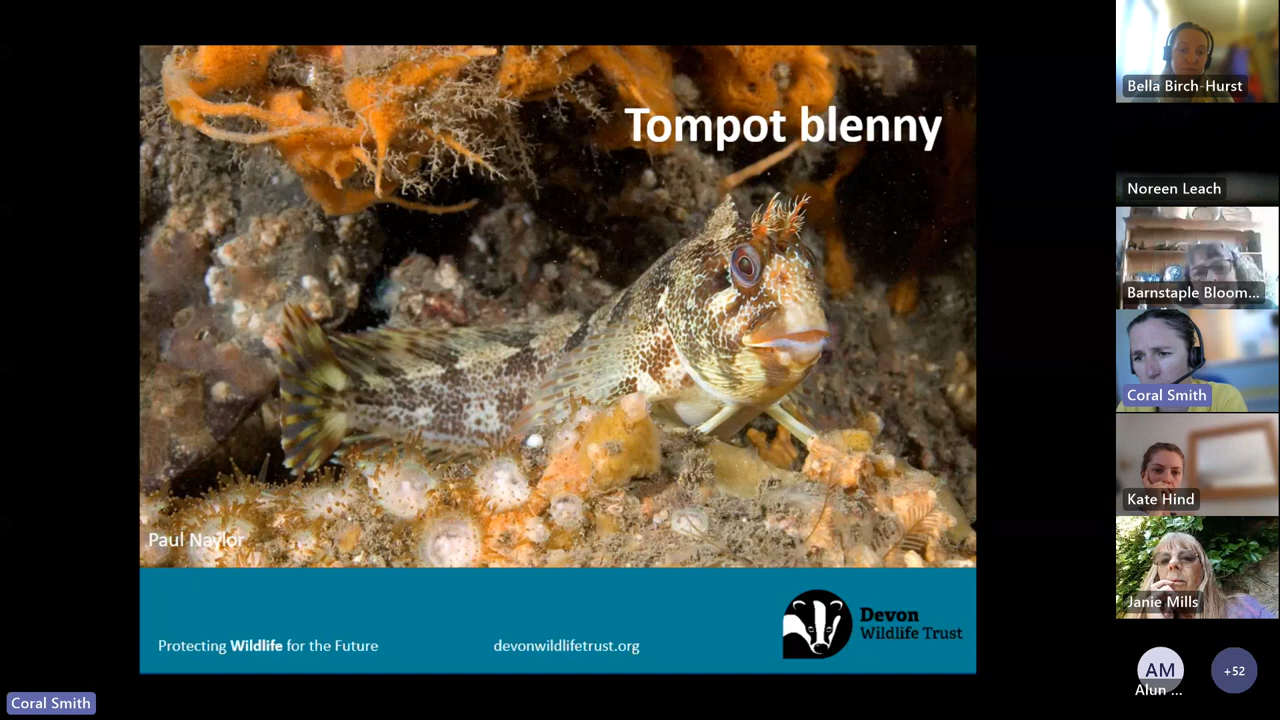 Tompot blenny
Paul Naylor
Protecting Wildlife for the Future
devonwildlifetrust.org
Devon
Wildlife Trust
Bella Birch-Hurst
Noreen Leach
Barnstaple Bloom...
Coral Smith
Kate Hind
Janie Mills
AM
Alun ...
+52
Coral Smith